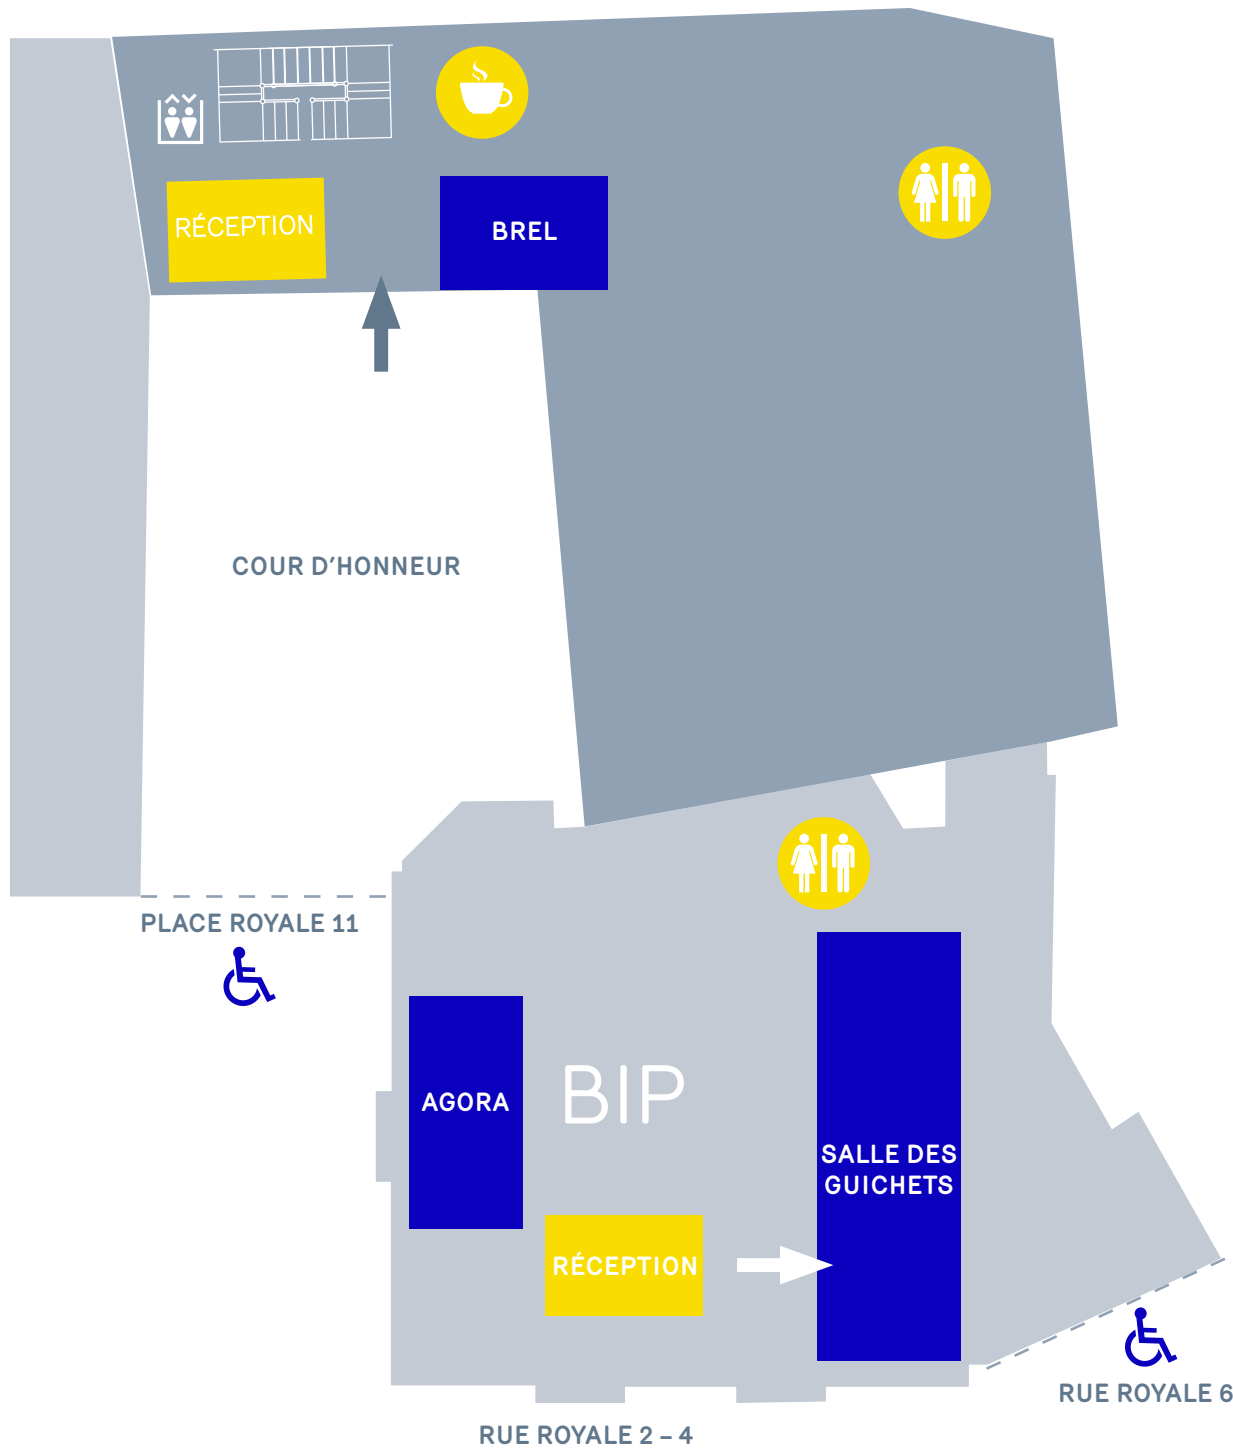 RÉCEPTION
BREL
COUR D’HONNEUR
PLACE ROYALE 11
AGORA
BIP
SALLE DES
GUICHETS
RÉCEPTION
RUE ROYALE 6
RUE ROYALE 2 – 4